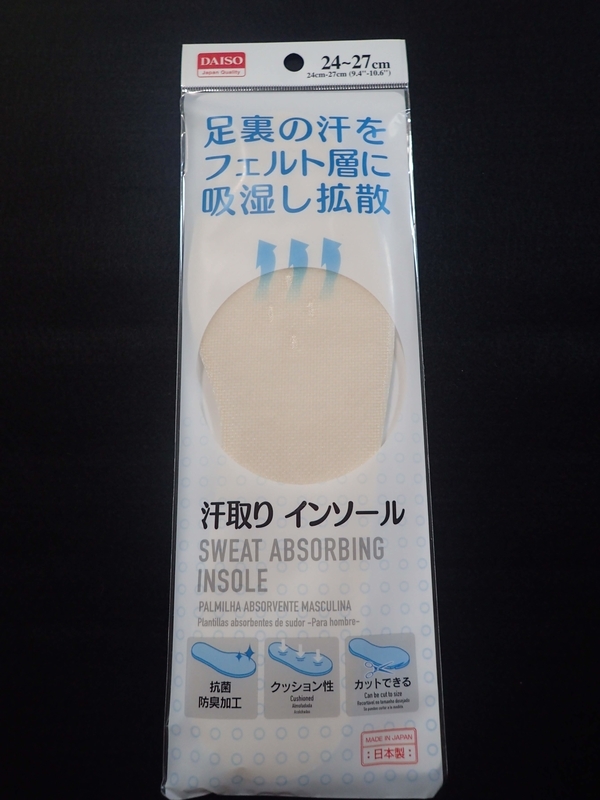 DAISO
Japan Quality
24~27cm
24cm-27cm (9.4"-10.6")
足裏の汗を
フェルト層に
吸湿し拡散
汗取り インソール
SWEAT ABSORBING
INSOLE
PALMILHA ABSORVENTE MASCULINA
Plantillas absorbentes de sudor -Para hombre-
抗菌
防臭加工
クッション性
Cushioned
Almofadada
カットできる
Can be cut to size
MADE IN JAPAN
日本製